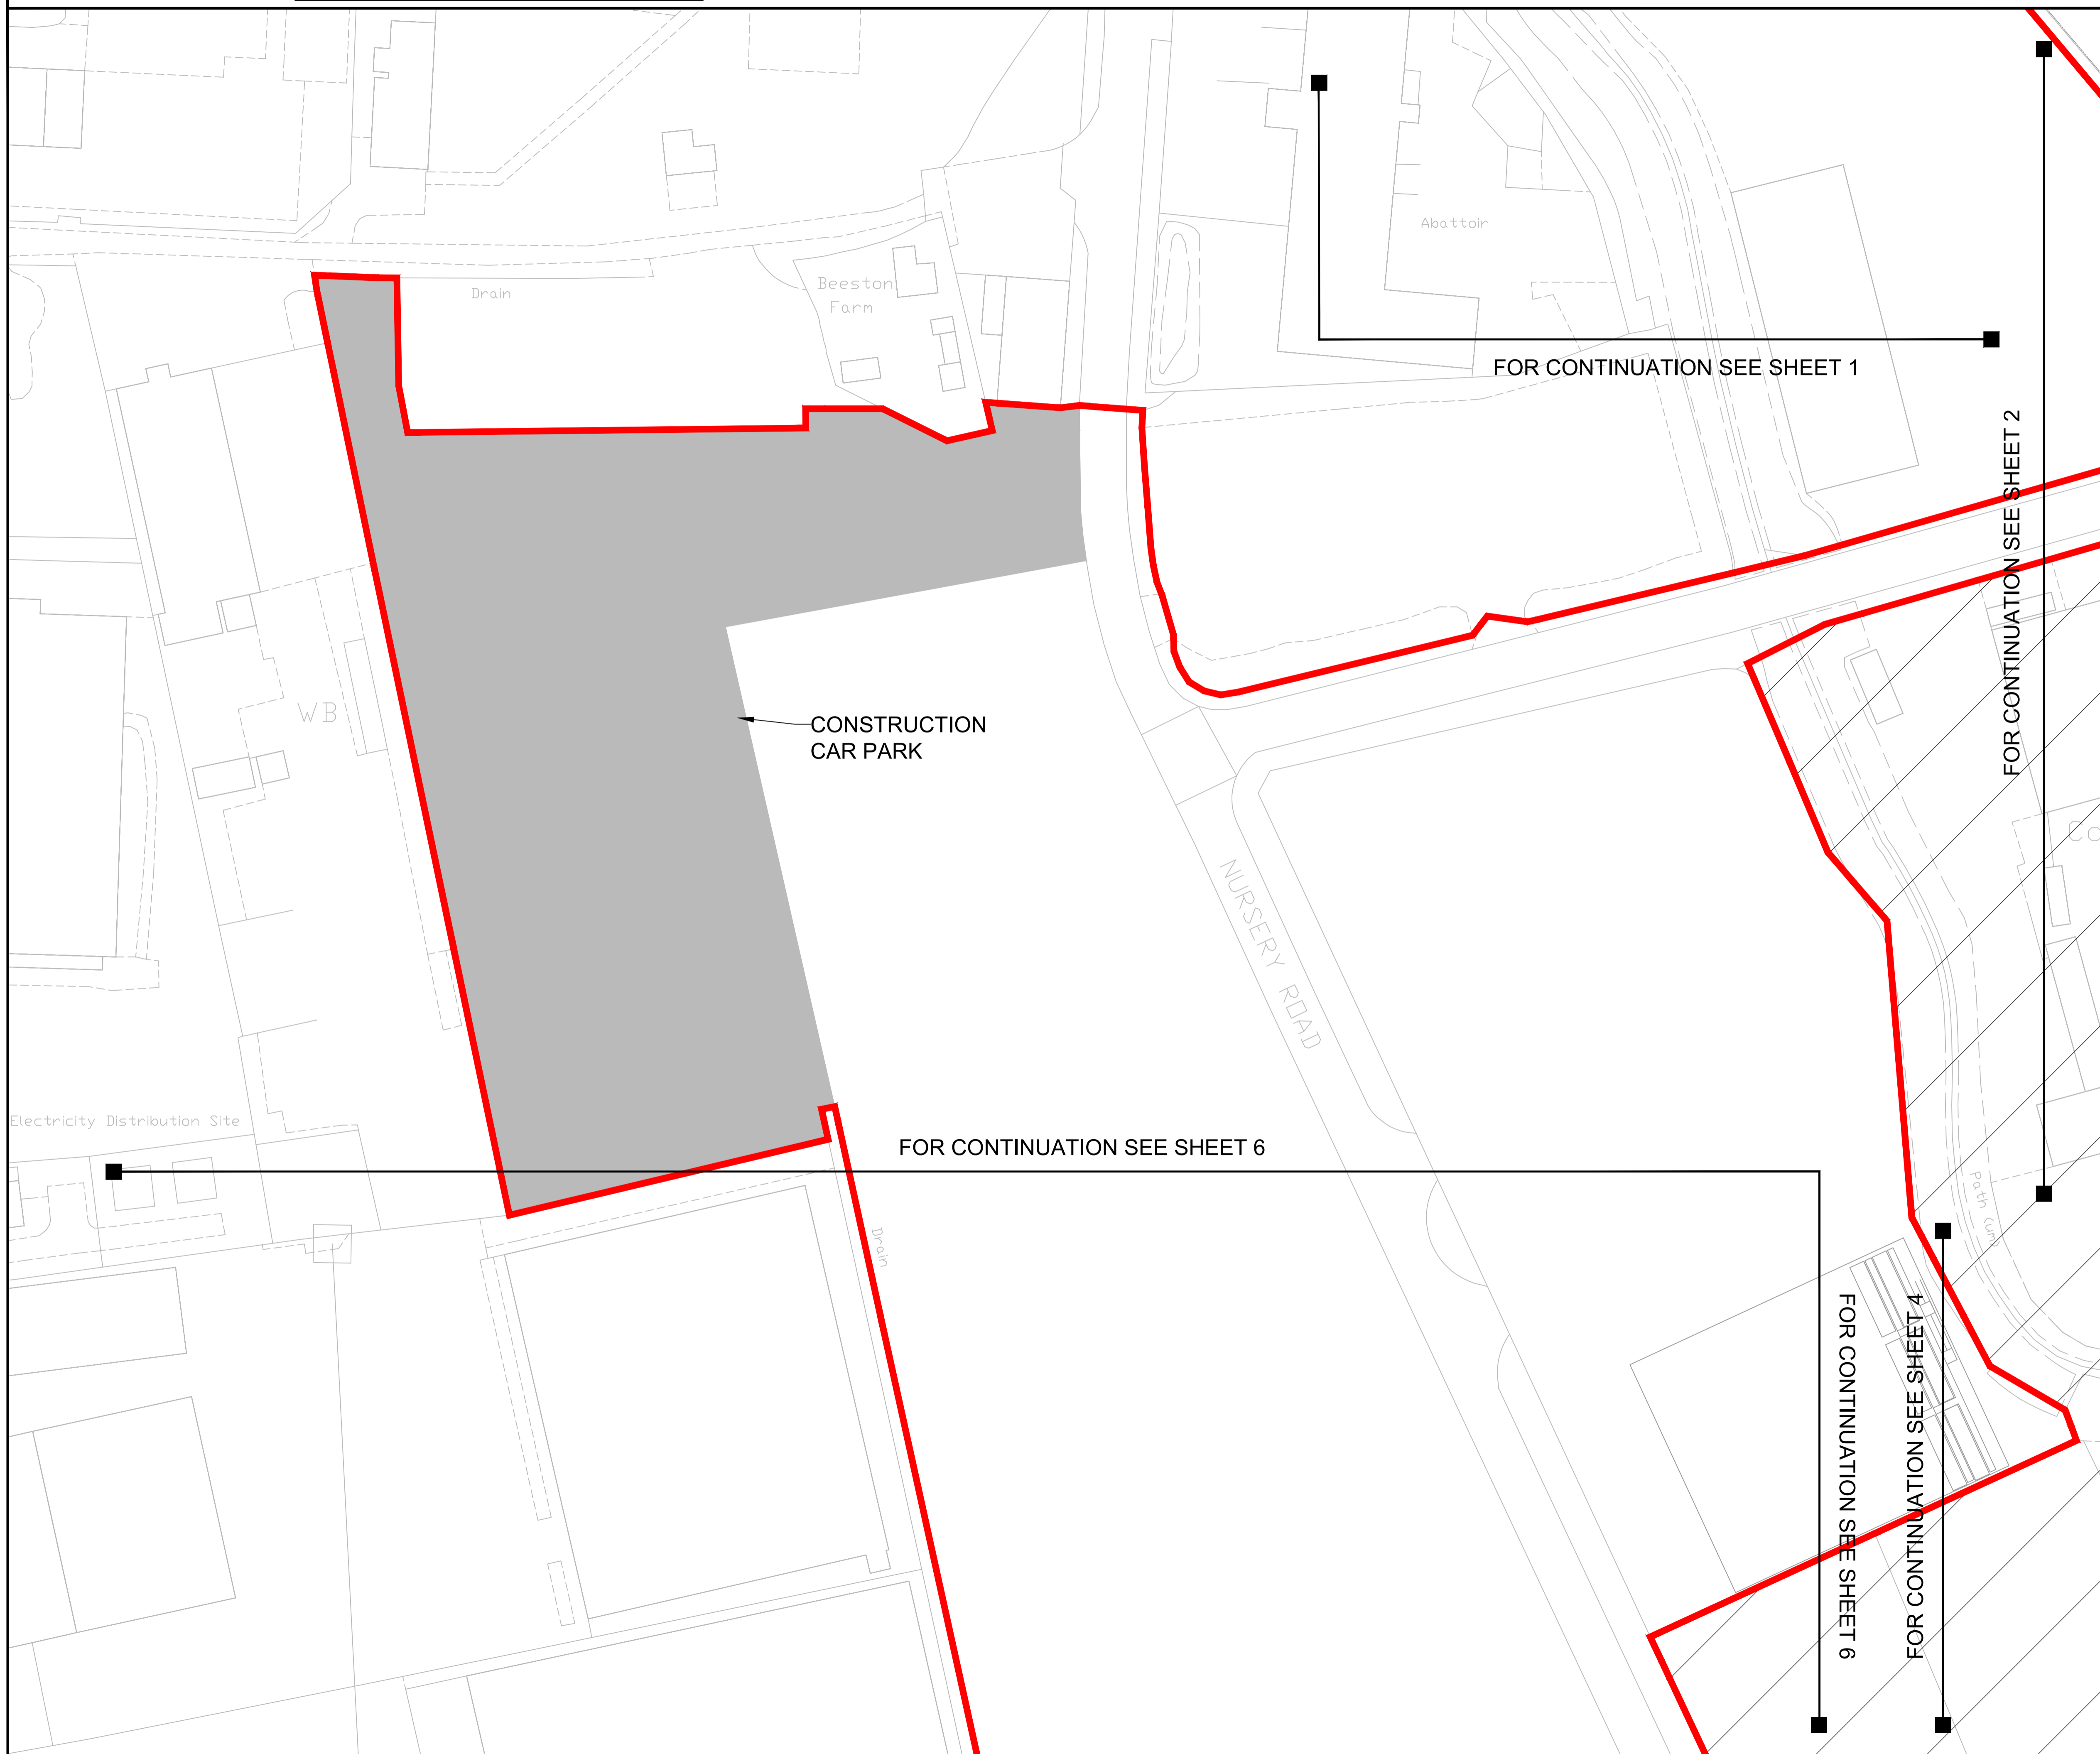 Abattoir
Beeston
Farm
Drain
FOR CONTINUATION SEE SHEET 1
FOR CONTINUATION SEE SHEET 2
WB
CONSTRUCTION
CAR PARK
NURSERY ROAD
Electricity Distribution Site
FOR CONTINUATION SEE SHEET 6
Path (um)
Drain
FOR CONTINUATION SEE SHEET 6
FOR CONTINUATION SEE SHEET 4